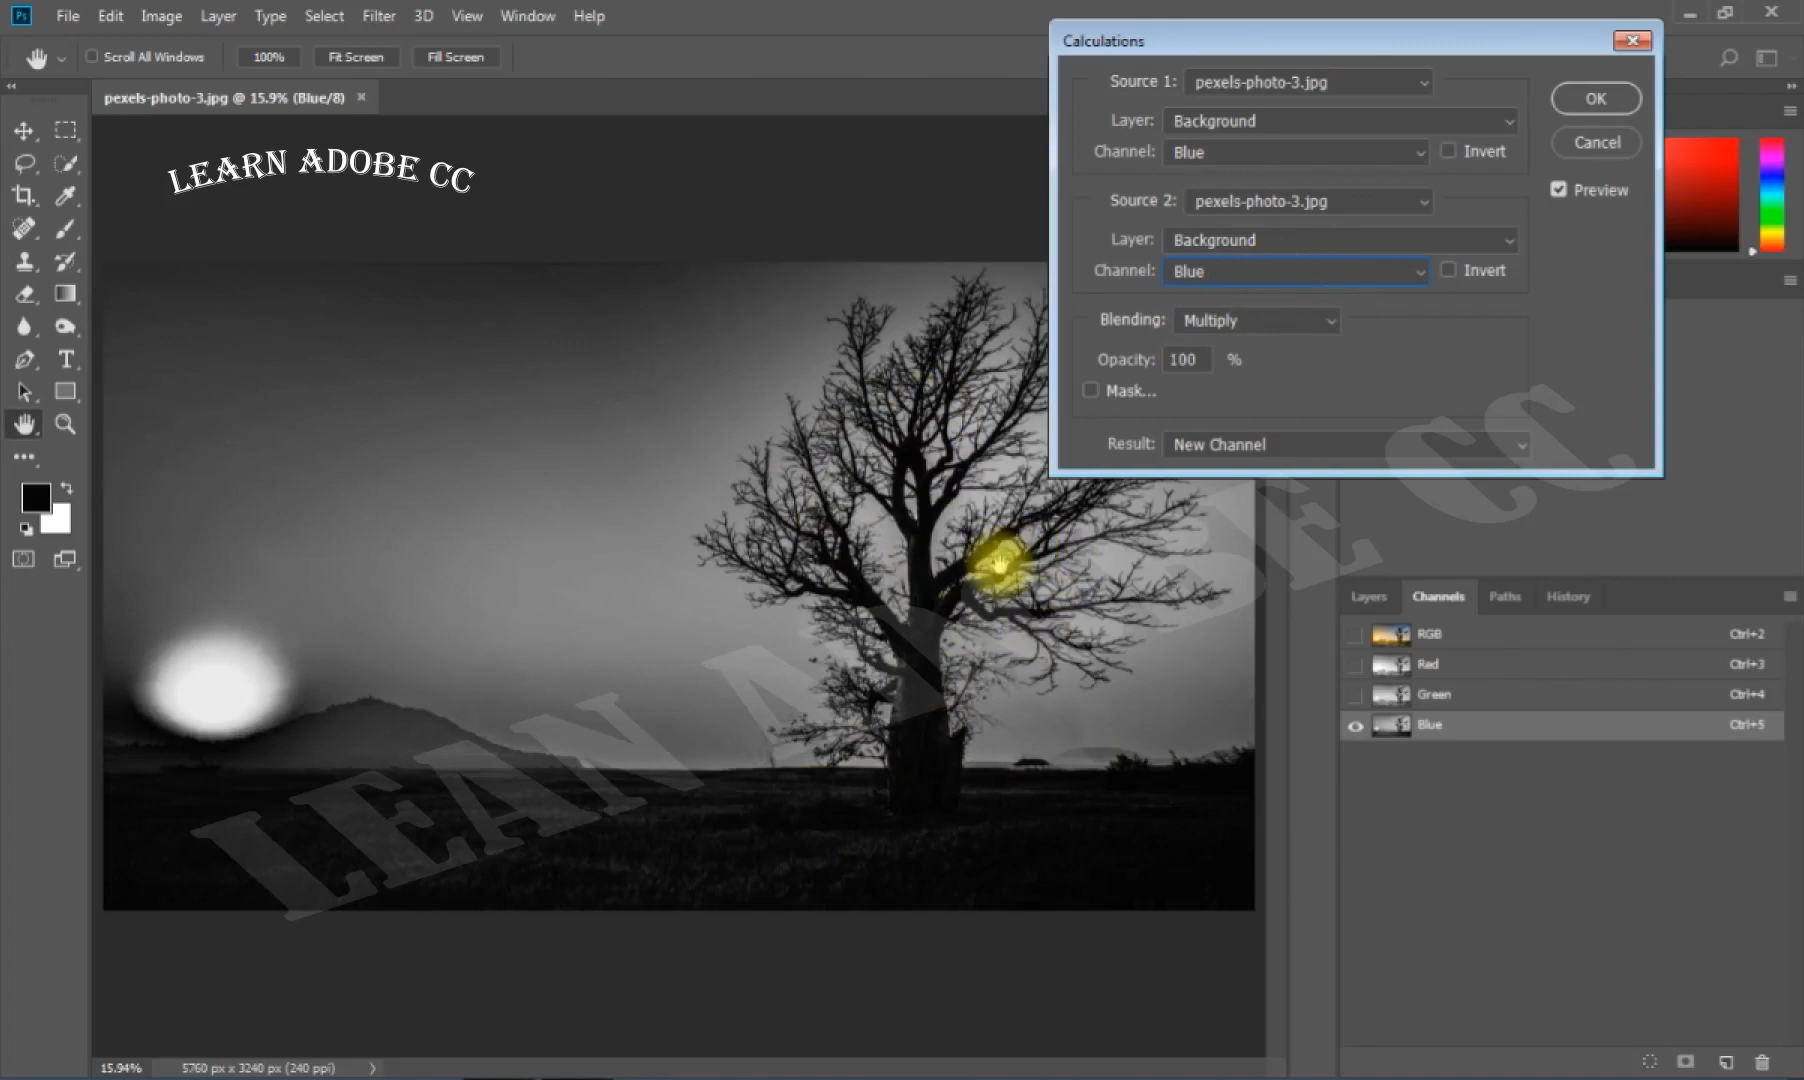 Ps File Edit Image Layer Type Select Filter 3D View Window Help
Scroll All Windows 100% Fit Screen Fill Screen
pexels-photo-3.jpg @ 15.9% (Blue/8) ×
LEARN ADOBE CC
Calculations
Source 1: pexels-photo-3.jpg
Layer: Background
Channel: Blue Invert
OK
Cancel
Preview
Source 2: pexels-photo-3.jpg
Layer: Background
Channel: Blue Invert
Blending: Multiply
Opacity: 100 %
Mask...
Result: New Channel
Layers Channels Paths History
RGB Ctrl+2
Red Ctrl+3
Green Ctrl+4
Blue Ctrl+5
15.94% 5760 px x 3240 px (240 ppi)